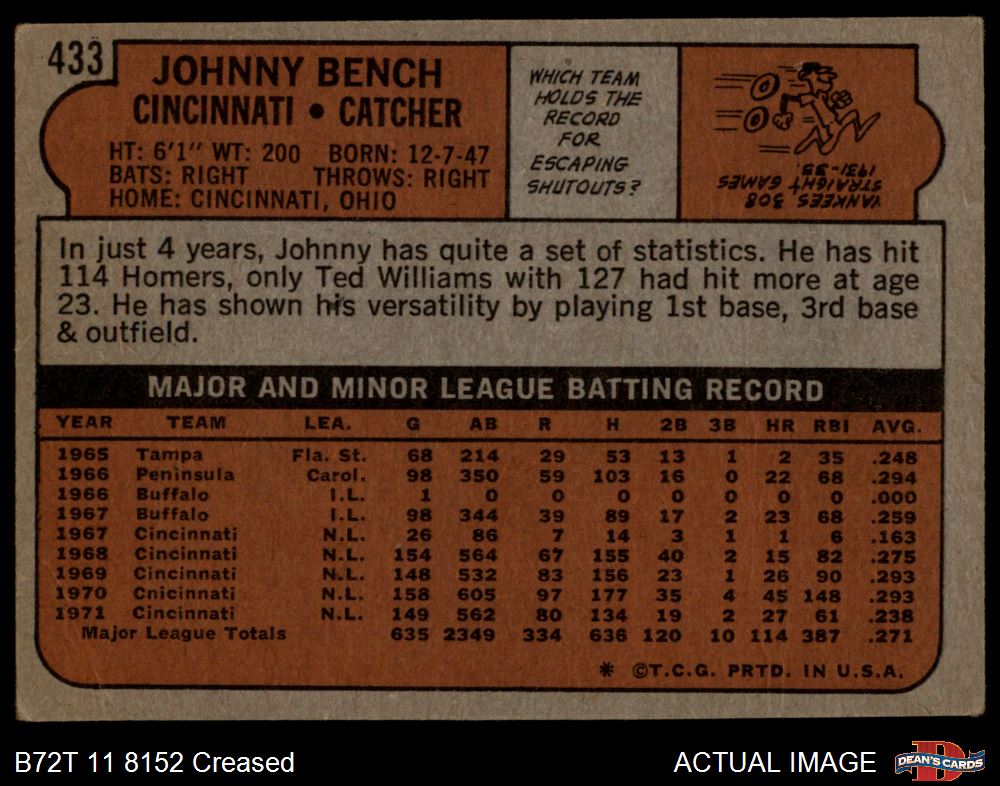 433
JOHNNY BENCH
CINCINNATI • CATCHER
HT: 6'1" WT: 200 BORN: 12-7-47
BATS: RIGHT THROWS: RIGHT
HOME: CINCINNATI, OHIO
WHICH TEAM
HOLDS THE
RECORD
FOR
ESCAPING
SHUTOUTS?
YANKEES, 308
STRAIGHT GAMES
1931-33.
In just 4 years, Johnny has quite a set of statistics. He has hit
114 Homers, only Ted Williams with 127 had hit more at age
23. He has shown his versatility by playing 1st base, 3rd base
& outfield.
MAJOR AND MINOR LEAGUE BATTING RECORD
YEAR TEAM LEA. G AB R H 2B 3B HR RBI AVG.
1965 Tampa Fla. St. 68 214 29 53 13 1 2 35 .248
1966 Peninsula Carol. 98 350 59 103 16 0 22 68 .294
1966 Buffalo I.L. 1 0 0 0 0 0 0 0 .000
1967 Buffalo I.L. 98 344 39 89 17 2 23 68 .259
1967 Cincinnati N.L. 26 86 7 14 3 1 1 6 .163
1968 Cincinnati N.L. 154 564 67 155 40 2 15 82 .275
1969 Cincinnati N.L. 148 532 83 156 23 1 26 90 .293
1970 Cnicinnati N.L. 158 605 97 177 35 4 45 148 .293
1971 Cincinnati N.L. 149 562 80 134 19 2 27 61 .238
Major League Totals 635 2349 334 636 120 10 114 387 .271
* ©T.C.G. PRTD. IN U.S.A.
B72T 11 8152 Creased
ACTUAL IMAGE
D
DEAN'S CARDS